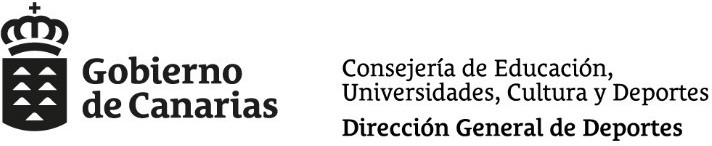 Gobierno
de Canarias
Consejería de Educación,
Universidades, Cultura y Deportes
Dirección General de Deportes